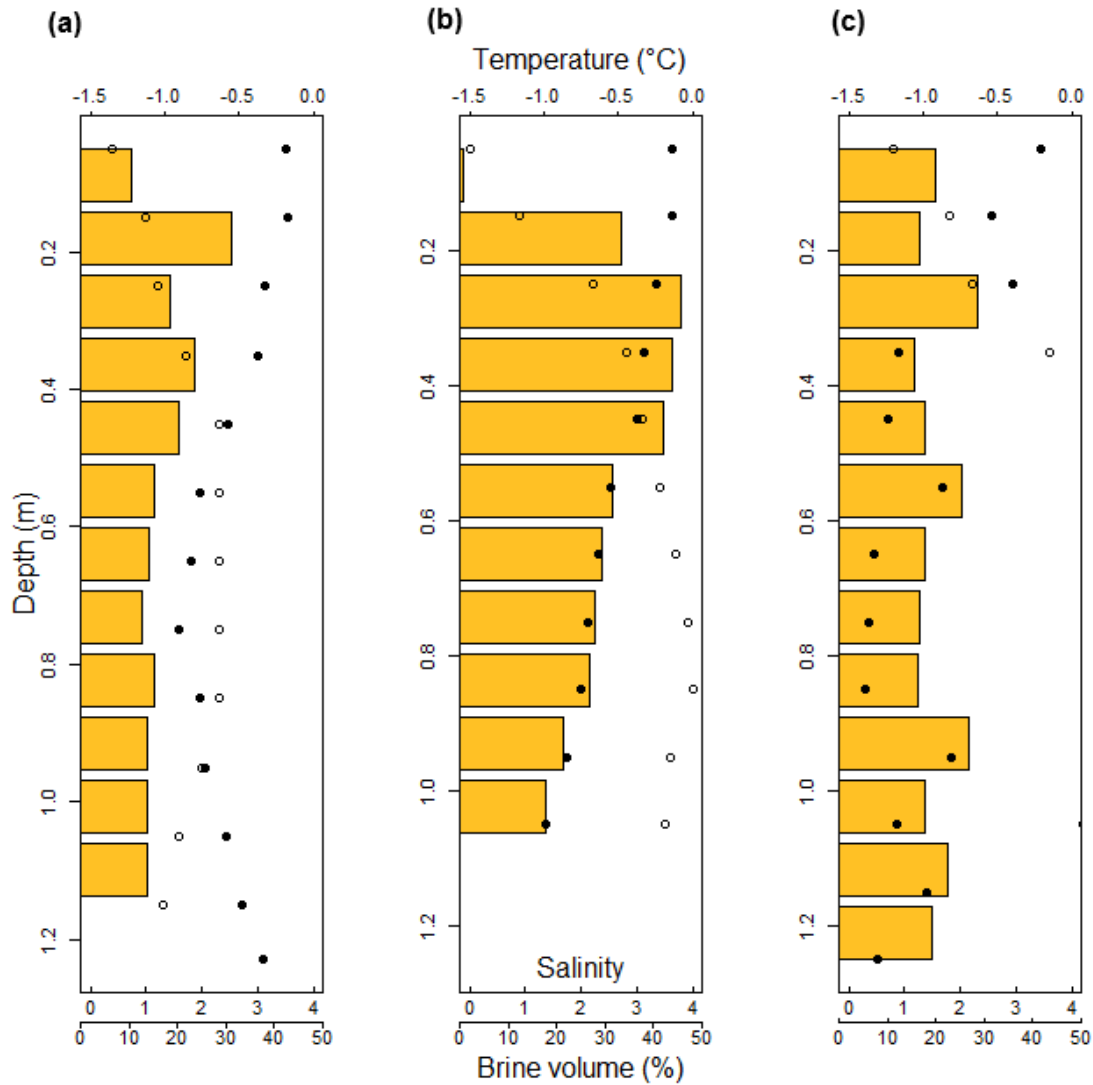 (a) (b) (c)
Temperature (°C)
-1.5 -1.0 -0.5 0.0 -1.5 -1.0 -0.5 0.0 -1.5 -1.0 -0.5 0.0
Depth (m)
0.2 0.2 0.2
0.4 0.4 0.4
0.6 0.6 0.6
0.8 0.8 0.8
1.0 1.0 1.0
1.2 1.2 1.2
Salinity
0 1 2 3 4 0 1 2 3 4 0 1 2 3 4
0 10 20 30 40 50 0 10 20 30 40 50 0 10 20 30 40 50
Brine volume (%)